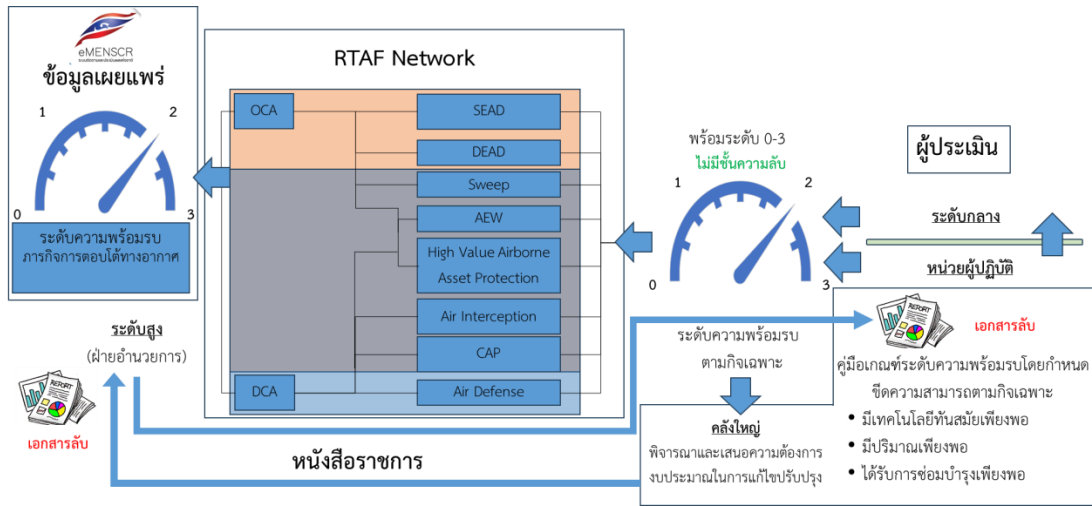 eMENSCR
ข้อมูลเผยแพร่
1
2
0
3
ระดับความพร้อมรบ
ภารกิจการตอบโต้ทางอากาศ
RTAF Network
OCA
SEAD
DEAD
Sweep
AEW
High Value Airborne
Asset Protection
Air Interception
CAP
DCA
Air Defense
พร้อมระดับ 0-3
ไม่มีชั้นความลับ
1
2
0
3
ผู้ประเมิน
ระดับกลาง
หน่วยผู้ปฏิบัติ
ระดับความพร้อมรบ
ตามกิจเฉพาะ
คลังใหญ่
พิจารณาและเสนอความต้องการ
งบประมาณในการแก้ไขปรับปรุง
REPORT
เอกสารลับ
คู่มือเกณฑ์ระดับความพร้อมรบโดยกำหนด
ขีดความสามารถตามกิจเฉพาะ
• มีเทคโนโลยีทันสมัยเพียงพอ
• มีปริมาณเพียงพอ
• ได้รับการซ่อมบำรุงเพียงพอ
ระดับสูง
(ฝ่ายอำนวยการ)
REPORT
เอกสารลับ
หนังสือราชการ